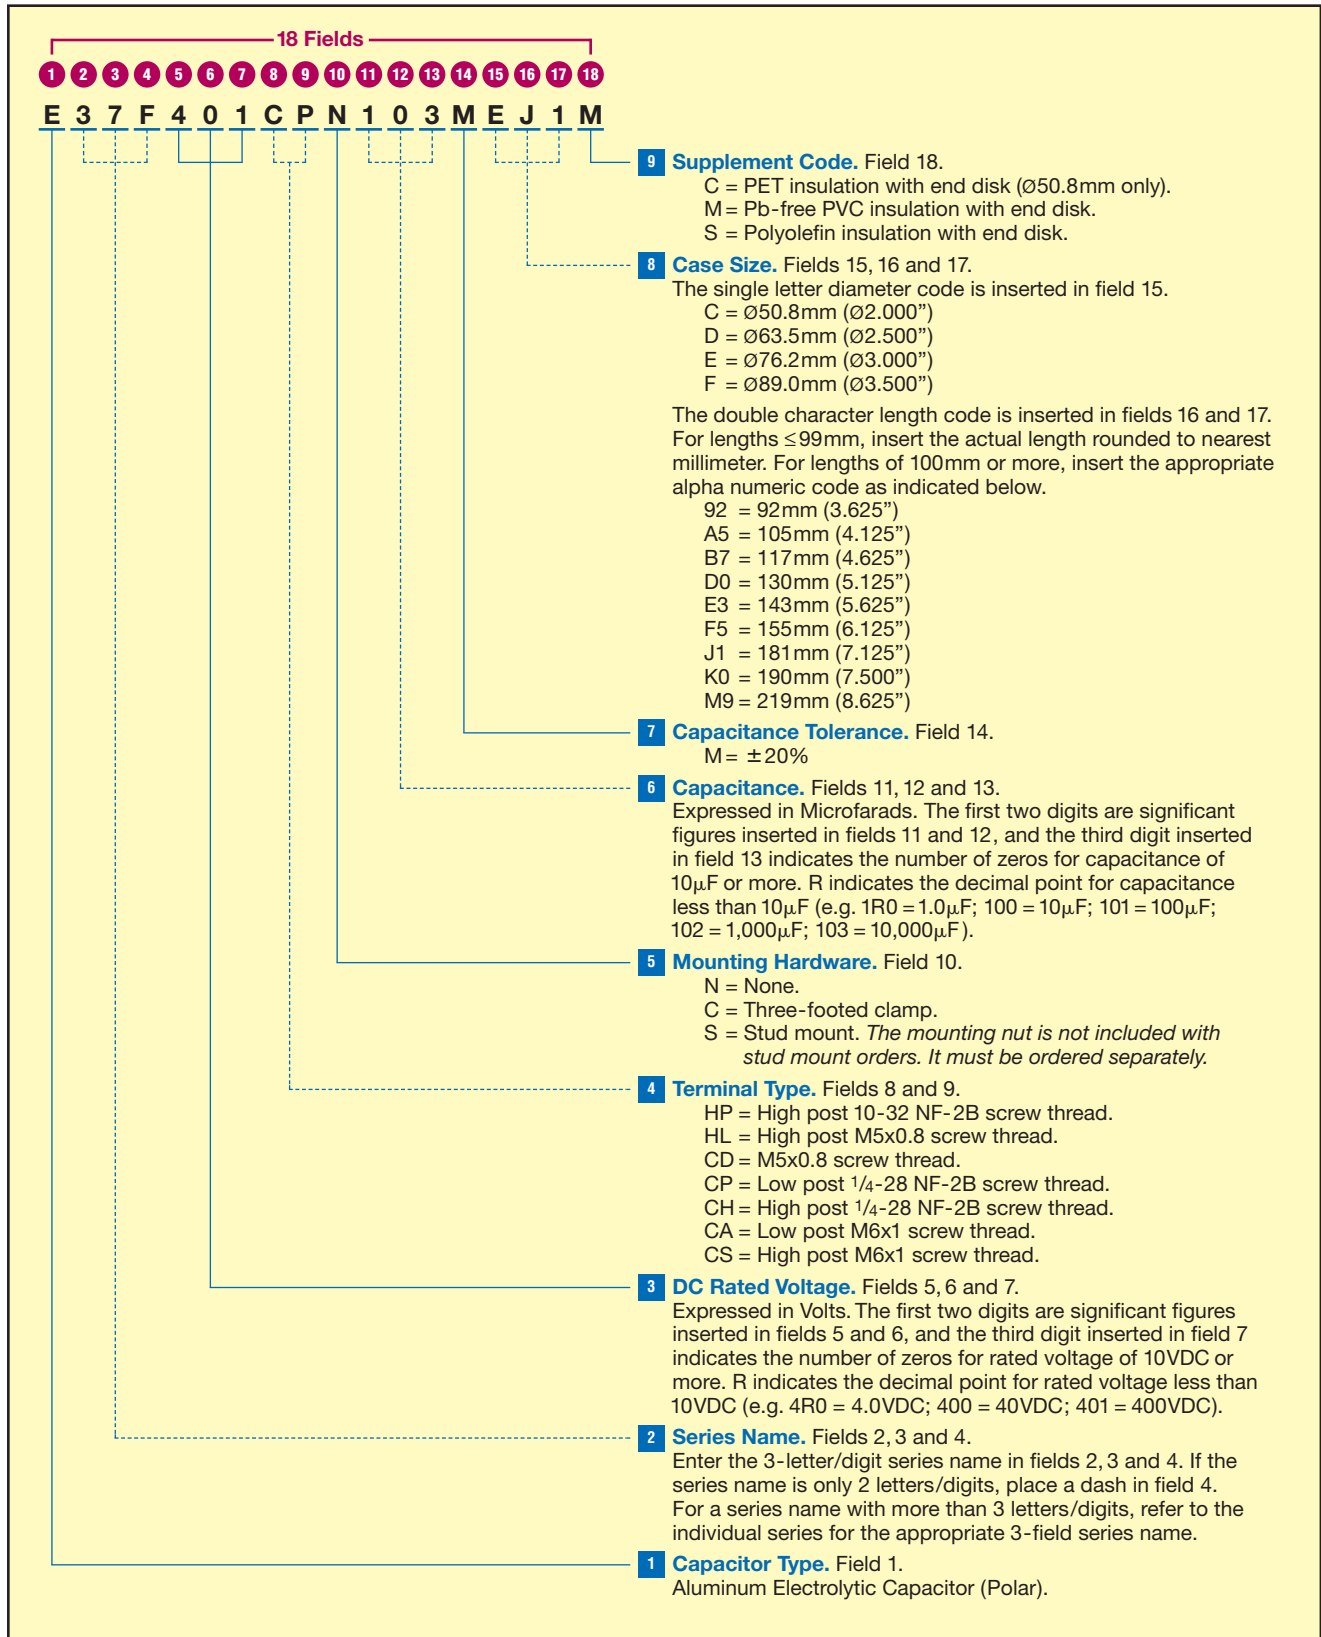 18 Fields
1 2 3 4 5 6 7 8 9 10 11 12 13 14 15 16 17 18
E 3 7 F 4 0 1 C P N 1 0 3 M E J 1 M
9 Supplement Code. Field 18.
C = PET insulation with end disk (Ø50.8mm only).
M = Pb-free PVC insulation with end disk.
S = Polyolefin insulation with end disk.
8 Case Size. Fields 15, 16 and 17.
The single letter diameter code is inserted in field 15.
C = Ø50.8mm (Ø2.000”)
D = Ø63.5mm (Ø2.500”)
E = Ø76.2mm (Ø3.000”)
F = Ø89.0mm (Ø3.500”)
The double character length code is inserted in fields 16 and 17.
For lengths ≤99mm, insert the actual length rounded to nearest
millimeter. For lengths of 100mm or more, insert the appropriate
alpha numeric code as indicated below.
92 = 92mm (3.625”)
A5 = 105mm (4.125”)
B7 = 117mm (4.625”)
D0 = 130mm (5.125”)
E3 = 143mm (5.625”)
F5 = 155mm (6.125”)
J1 = 181mm (7.125”)
K0 = 190mm (7.500”)
M9 = 219mm (8.625”)
7 Capacitance Tolerance. Field 14.
M = ±20%
6 Capacitance. Fields 11, 12 and 13.
Expressed in Microfarads. The first two digits are significant
figures inserted in fields 11 and 12, and the third digit inserted
in field 13 indicates the number of zeros for capacitance of
10µF or more. R indicates the decimal point for capacitance
less than 10µF (e.g. 1R0 = 1.0µF; 100 = 10µF; 101 = 100µF;
102 = 1,000µF; 103 = 10,000µF).
5 Mounting Hardware. Field 10.
N = None.
C = Three-footed clamp.
S = Stud mount. The mounting nut is not included with
stud mount orders. It must be ordered separately.
4 Terminal Type. Fields 8 and 9.
HP = High post 10-32 NF-2B screw thread.
HL = High post M5x0.8 screw thread.
CD = M5x0.8 screw thread.
CP = Low post 1/4-28 NF-2B screw thread.
CH = High post 1/4-28 NF-2B screw thread.
CA = Low post M6x1 screw thread.
CS = High post M6x1 screw thread.
3 DC Rated Voltage. Fields 5, 6 and 7.
Expressed in Volts. The first two digits are significant figures
inserted in fields 5 and 6, and the third digit inserted in field 7
indicates the number of zeros for rated voltage of 10VDC or
more. R indicates the decimal point for rated voltage less than
10VDC (e.g. 4R0 = 4.0VDC; 400 = 40VDC; 401 = 400VDC).
2 Series Name. Fields 2, 3 and 4.
Enter the 3-letter/digit series name in fields 2, 3 and 4. If the
series name is only 2 letters/digits, place a dash in field 4.
For a series name with more than 3 letters/digits, refer to the
individual series for the appropriate 3-field series name.
1 Capacitor Type. Field 1.
Aluminum Electrolytic Capacitor (Polar).